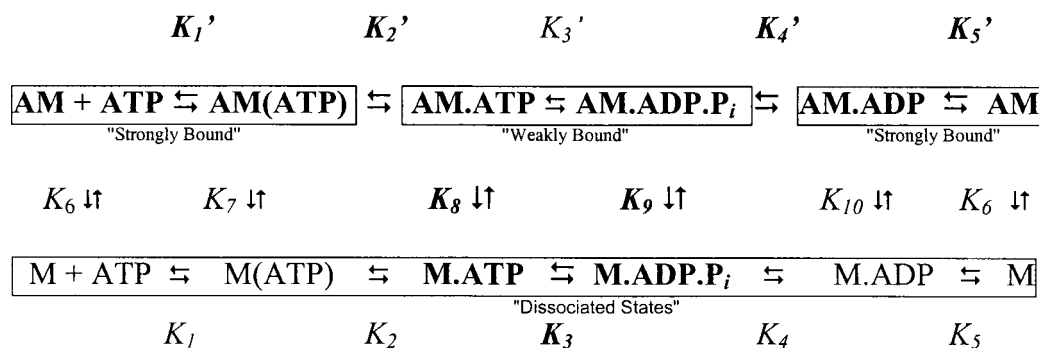 K₁' K₂' K₃' K₄' K₅'
AM + ATP ⇆ AM(ATP) ⇆ AM.ATP ⇆ AM.ADP.Pᵢ ⇆ AM.ADP ⇆ AM
"Strongly Bound" "Weakly Bound" "Strongly Bound"
K₆ ↓↑ K₇ ↓↑ K₈ ↓↑ K₉ ↓↑ K₁₀ ↓↑ K₆ ↓↑
M + ATP ⇆ M(ATP) ⇆ M.ATP ⇆ M.ADP.Pᵢ ⇆ M.ADP ⇆ M
"Dissociated States"
K₁ K₂ K₃ K₄ K₅